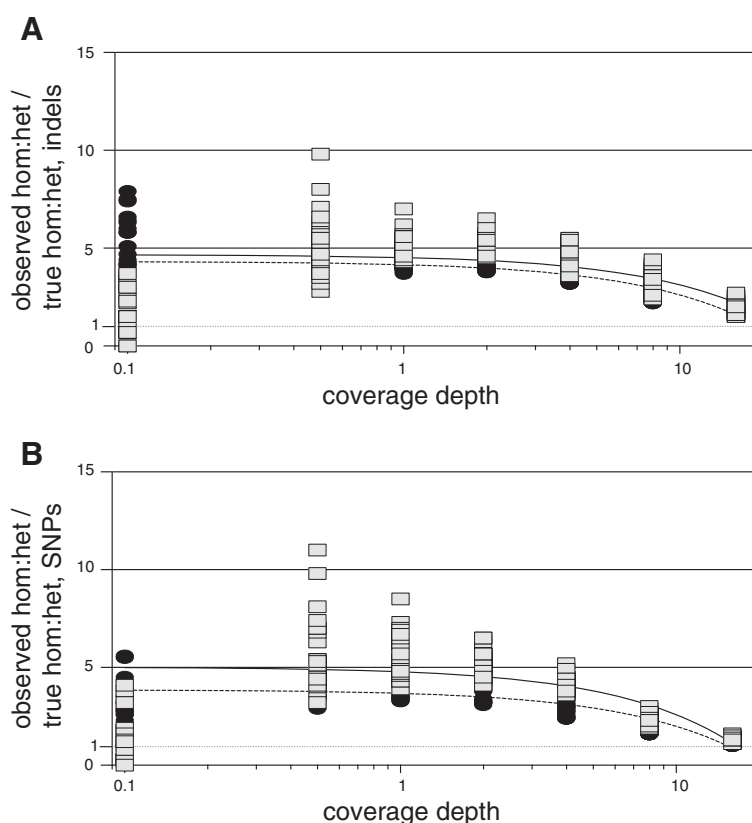 A
observed hom:het /
true hom:het, indels
15
10
5
1
0
0.1
1
10
coverage depth
B
observed hom:het /
true hom:het, SNPs
15
10
5
1
0
0.1
1
10
coverage depth